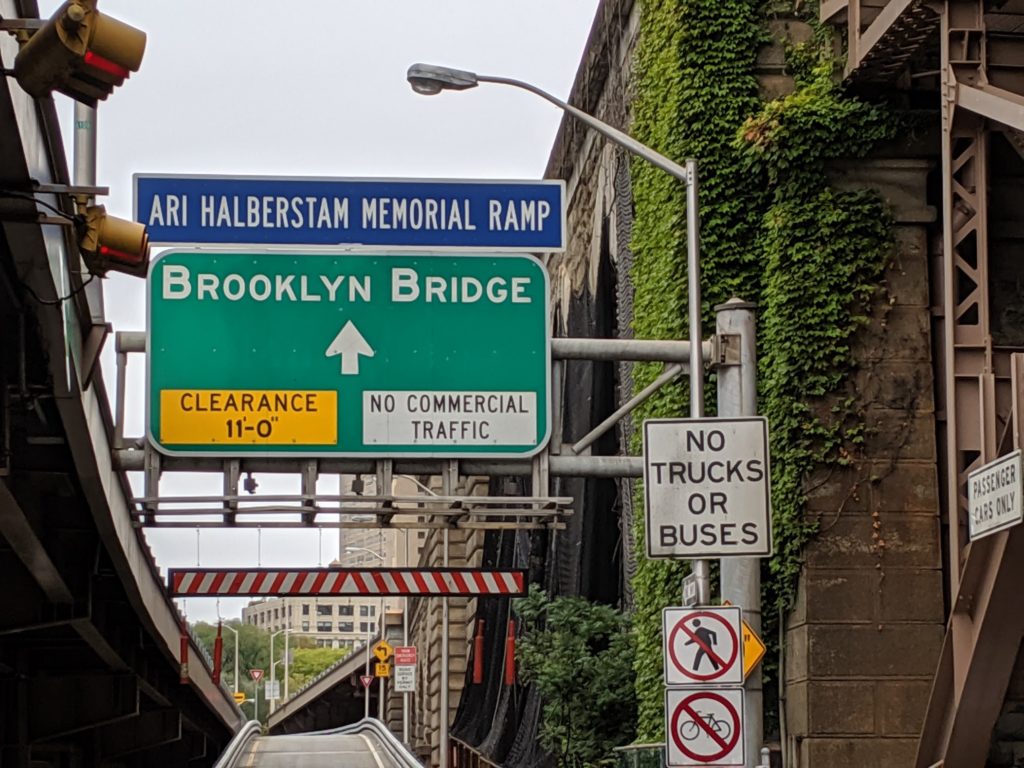 ARI HALBERSTAM MEMORIAL RAMP
BROOKLYN BRIDGE
CLEARANCE
11'-0"
NO COMMERCIAL
TRAFFIC
NO
TRUCKS
OR
BUSES
PASSENGER
CARS ONLY